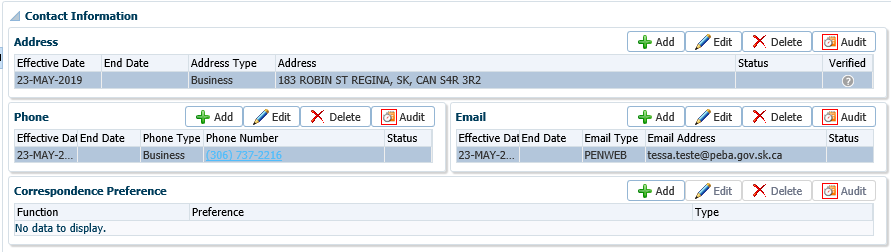 Contact Information
Address Add Edit Delete Audit
Effective Date End Date Address Type Address Status Verified
23-MAY-2019 Business 183 ROBIN ST REGINA, SK, CAN S4R 3R2 ?
Phone Add Edit Delete Audit
Effective Dat End Date Phone Type Phone Number Status
23-MAY-2... Business (306) 737-2216
Email Add Edit Delete Audit
Effective Dat End Date Email Type Email Address Status
23-MAY-2... PENWEB tessa.teste@peba.gov.sk.ca
Correspondence Preference Add Edit Delete Audit
Function Preference Type
No data to display.